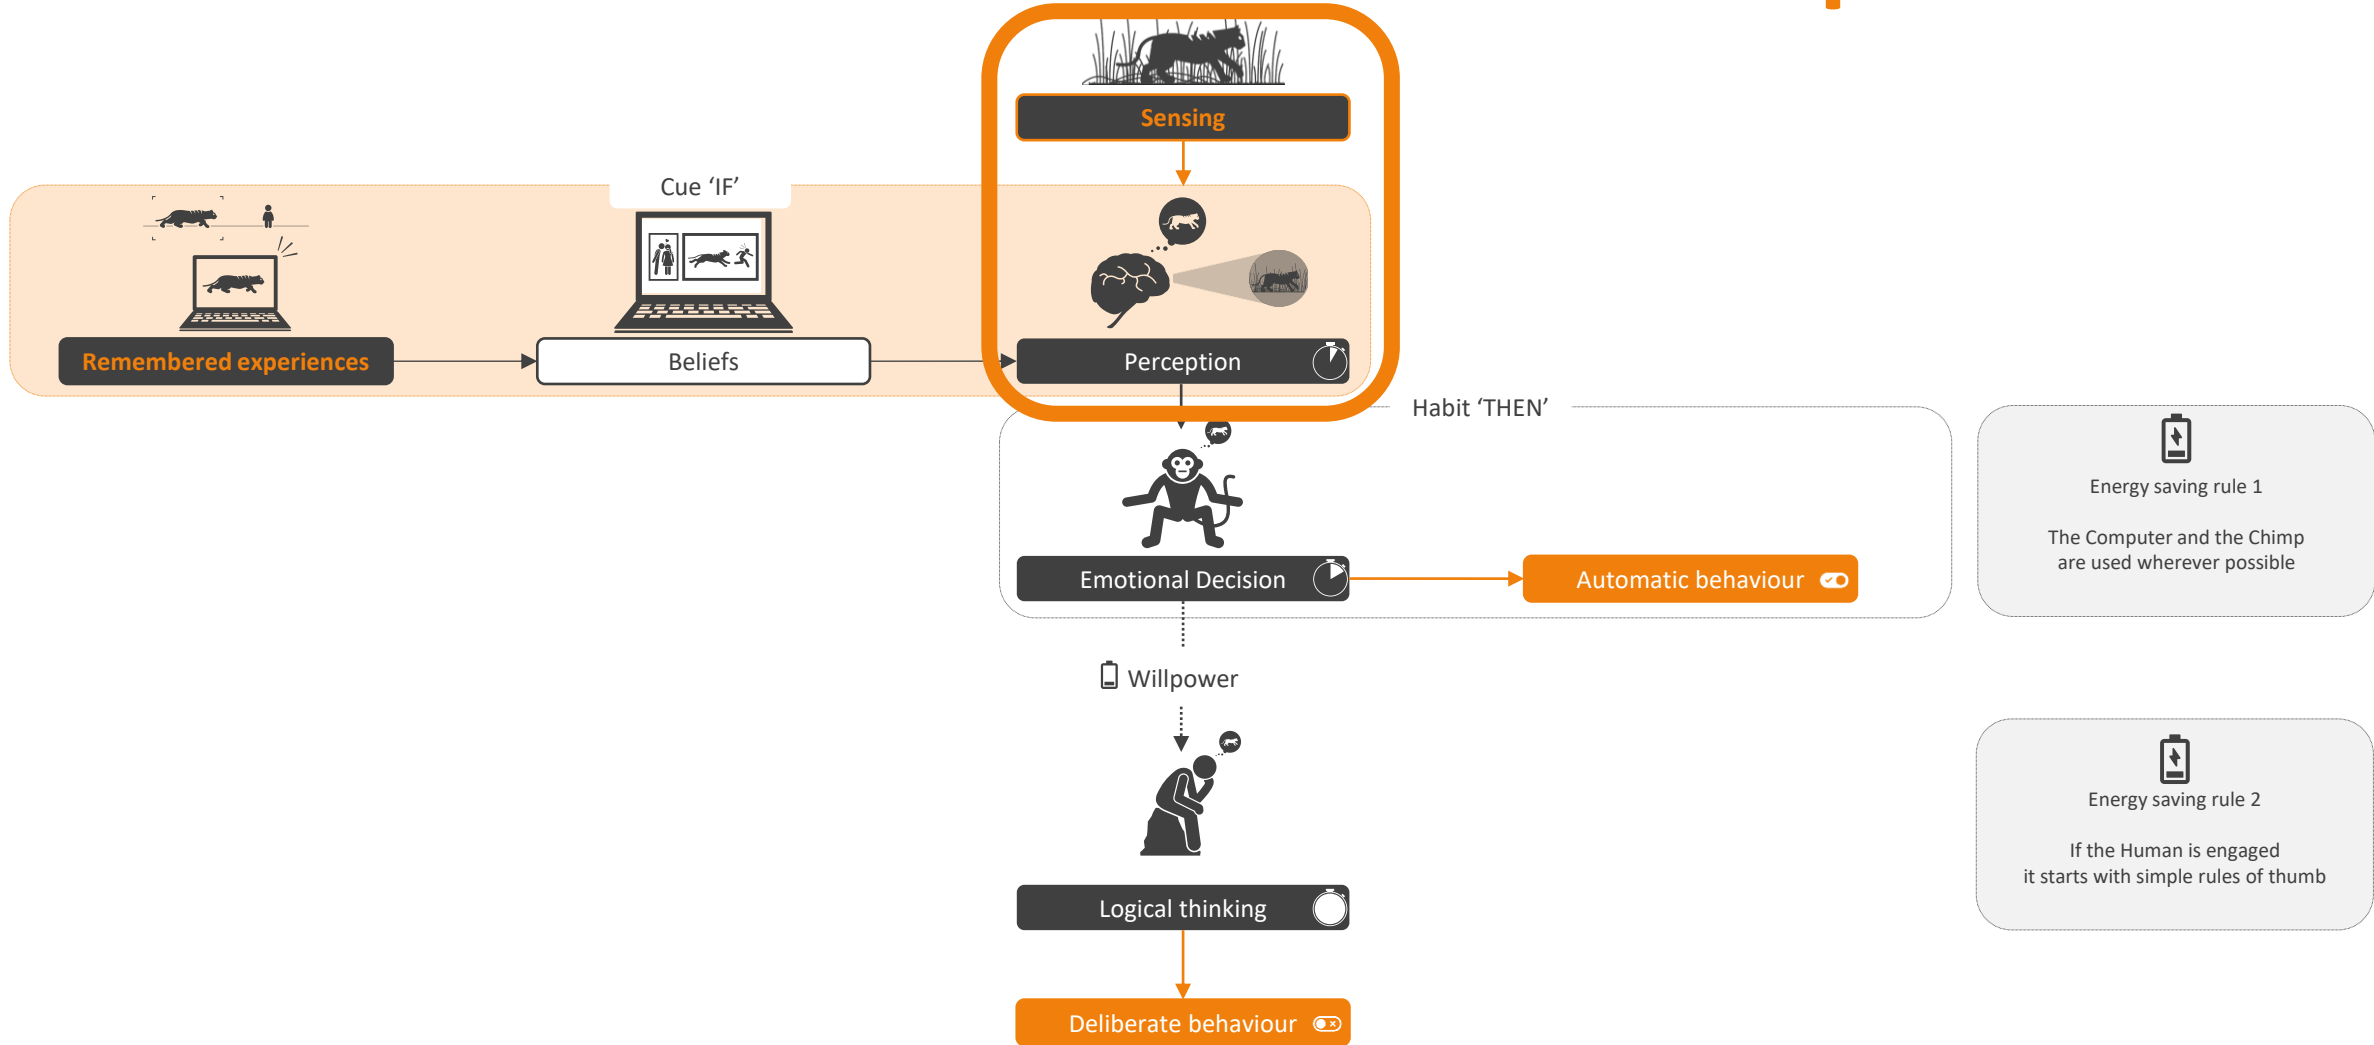 Sensing
Cue ‘IF’
Remembered experiences
Beliefs
Perception
Habit ‘THEN’
Energy saving rule 1
The Computer and the Chimp
are used wherever possible
Emotional Decision
Automatic behaviour
Willpower
Energy saving rule 2
If the Human is engaged
it starts with simple rules of thumb
Logical thinking
Deliberate behaviour